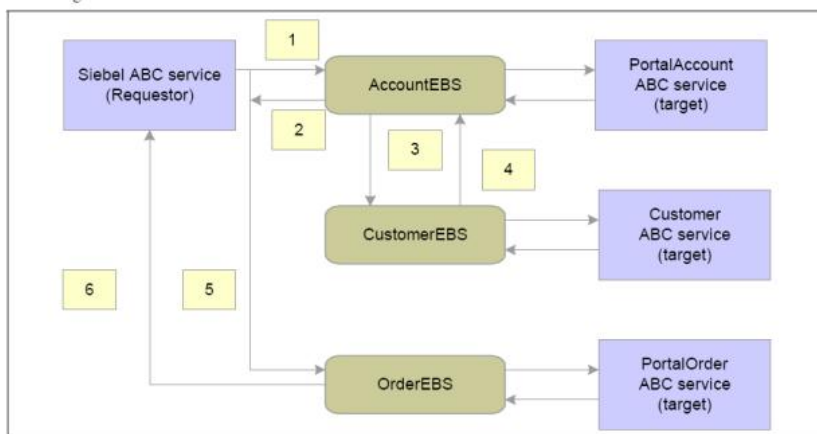 1
Siebel ABC service
(Requestor)
AccountEBS
PortalAccount
ABC service
(target)
2
3
4
CustomerEBS
Customer
ABC service
(target)
6
5
OrderEBS
PortalOrder
ABC service
(target)